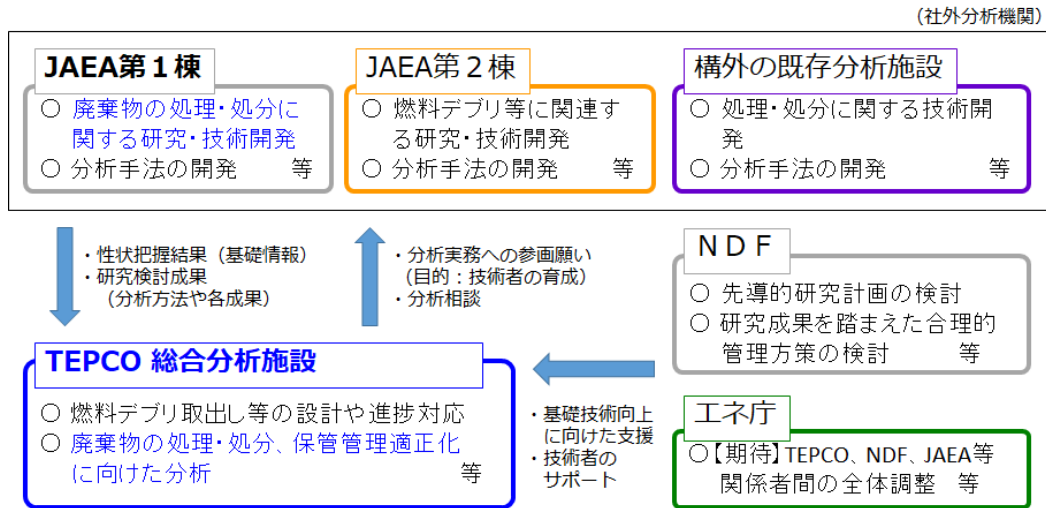 (社外分析機関)
JAEA第1棟
○ 廃棄物の処理・処分に
関する研究・技術開発
○ 分析手法の開発 等
JAEA第2棟
○ 燃料デブリ等に関連す
る研究・技術開発
○ 分析手法の開発 等
構外の既存分析施設
○ 処理・処分に関する技術開
発
○ 分析手法の開発 等
・性状把握結果（基礎情報）
・研究検討成果
（分析方法や各成果）
・分析実務への参画願い
（目的：技術者の育成）
・分析相談
NDF
○ 先導的研究計画の検討
○ 研究成果を踏まえた合理的
管理方策の検討 等
TEPCO 総合分析施設
○ 燃料デブリ取出し等の設計や進捗対応
○ 廃棄物の処理・処分、保管管理適正化
に向けた分析 等
・基礎技術向上
に向けた支援
・技術者の
サポート
エネ庁
○【期待】TEPCO、NDF、JAEA等
関係者間の全体調整 等